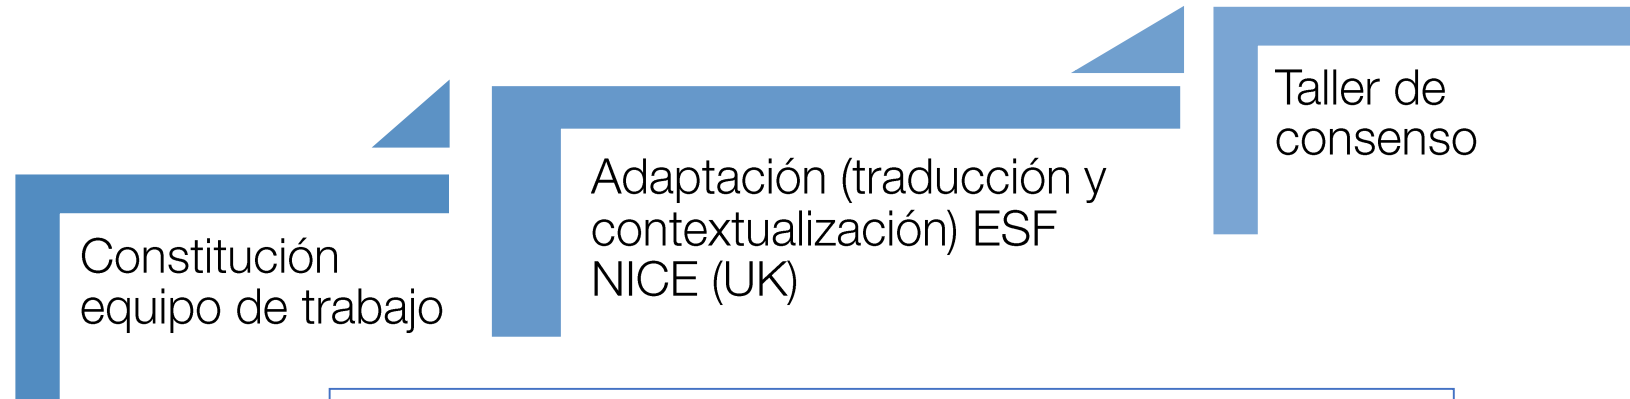 Constitución
equipo de trabajo
Adaptación (traducción y
contextualización) ESF
NICE (UK)
Taller de
consenso